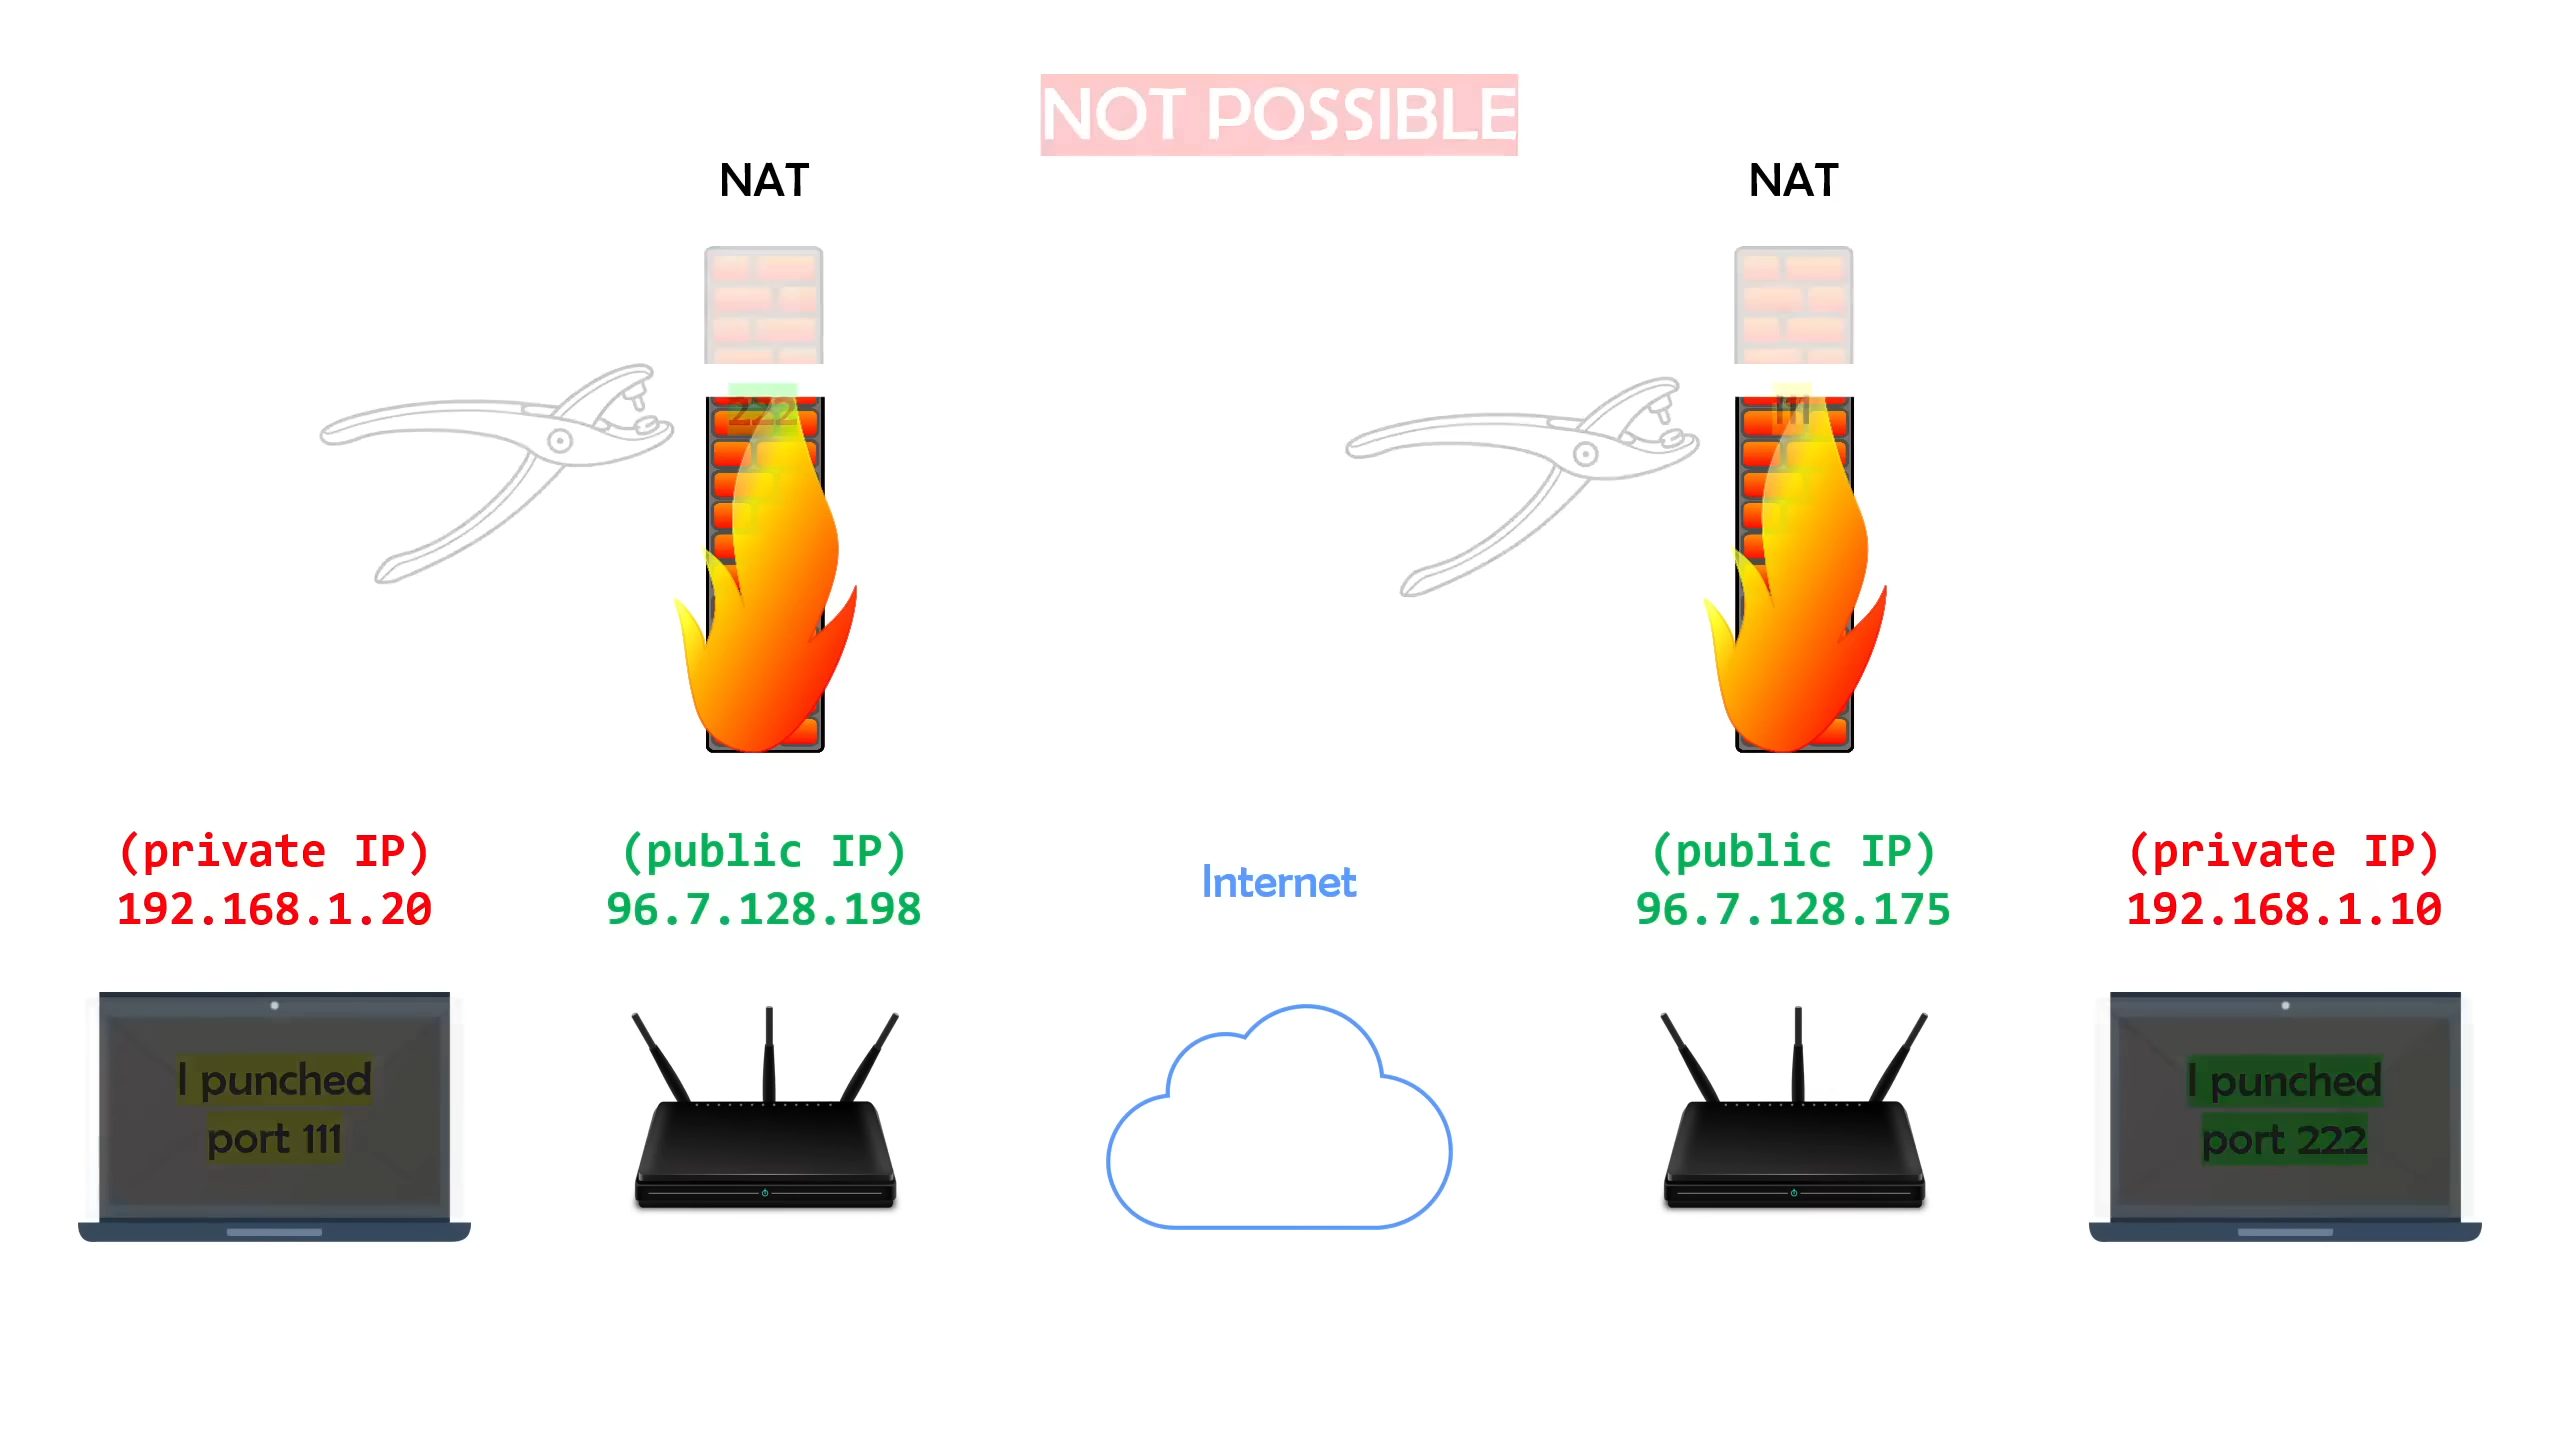 NOT POSSIBLE
NAT
NAT
222
111
(private IP)
192.168.1.20
(public IP)
96.7.128.198
Internet
(public IP)
96.7.128.175
(private IP)
192.168.1.10
I punched
port 111
I punched
port 222